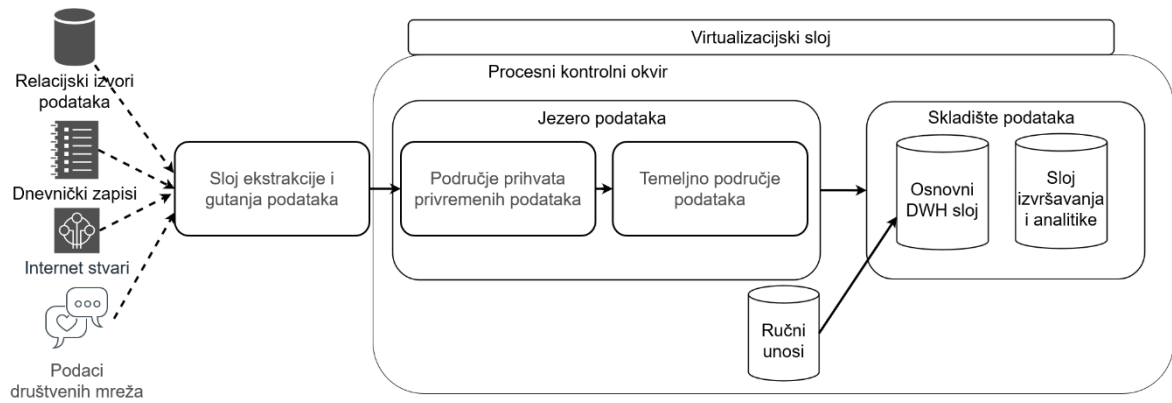 Relacijski izvori
podataka
Dnevnički zapisi
Internet stvari
Podaci
društvenih mreža
Sloj ekstrakcije i
gutanja podataka
Virtualizacijski sloj
Procesni kontrolni okvir
Jezero podataka
Područje prihvata
privremenih podataka
Temeljno područje
podataka
Skladište podataka
Osnovni
DWH sloj
Sloj
izvršavanja
i analitike
Ručni
unosi